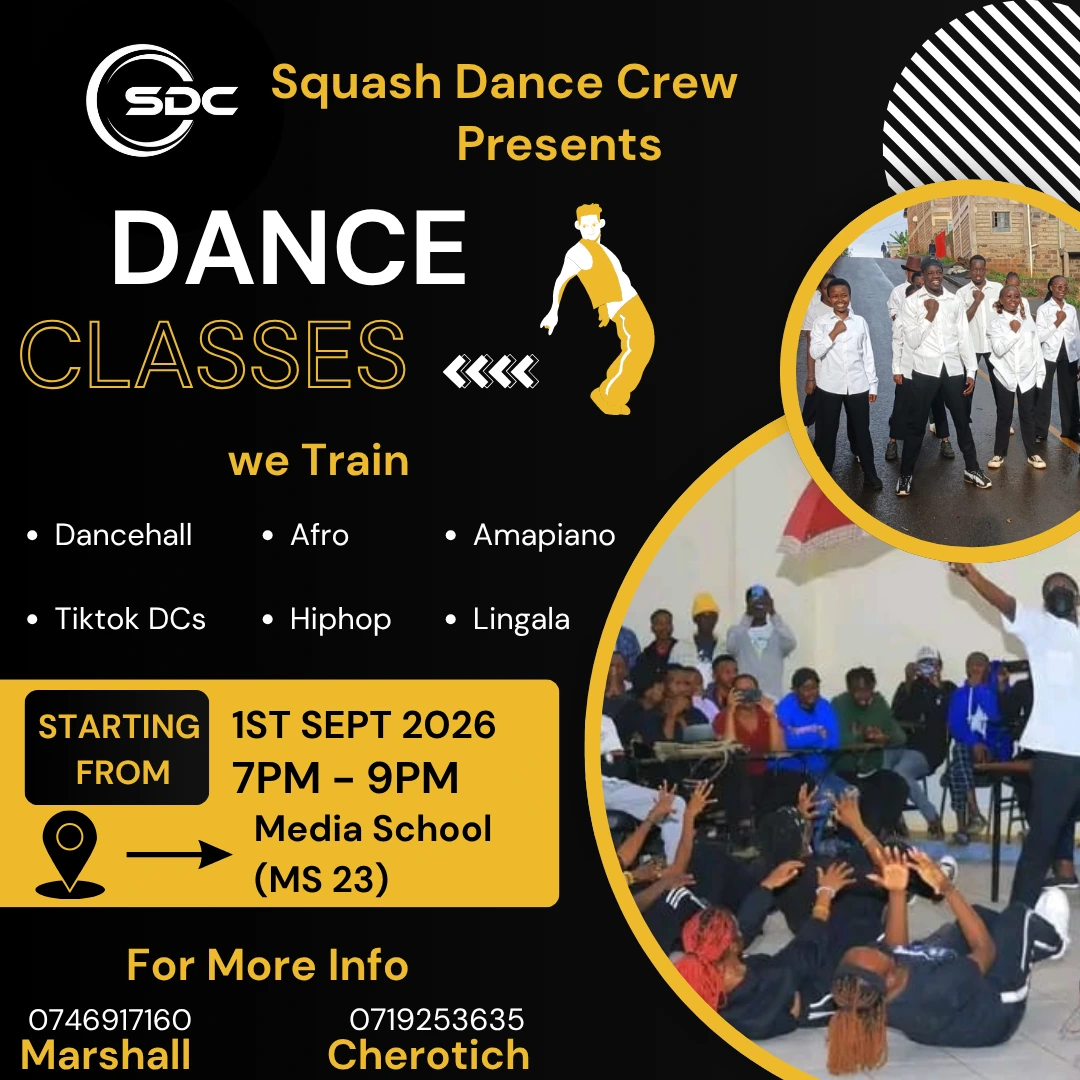 SDC
Squash Dance Crew
Presents
DANCE
CLASSES
we Train
• Dancehall
• Afro
• Amapiano
• Tiktok DCs
• Hiphop
• Lingala
STARTING
FROM
1ST SEPT 2026
7PM – 9PM
Media School
(MS 23)
For More Info
0746917160
Marshall
0719253635
Cherotich